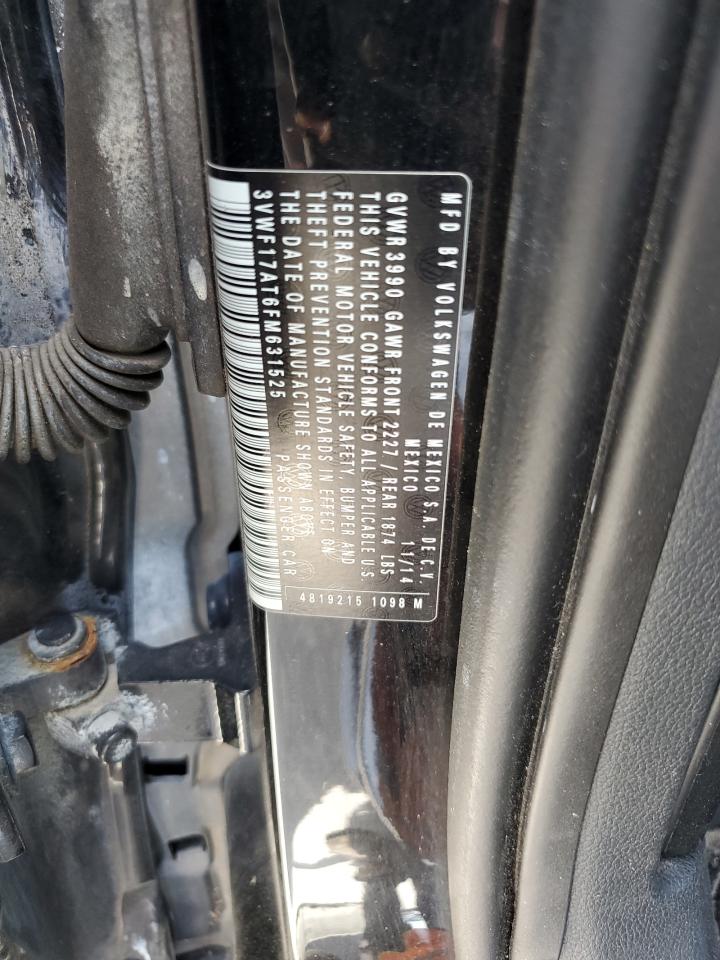 MFD BY VOLKSWAGEN DE MEXICO S.A. DE C.V.
MEXICO 11/14
GVWR 3990 GAWR FRONT 2227 / REAR 1874 LBS
THIS VEHICLE CONFORMS TO ALL APPLICABLE U.S.
FEDERAL MOTOR VEHICLE SAFETY, BUMPER AND
THEFT PREVENTION STANDARDS IN EFFECT ON
THE DATE OF MANUFACTURE SHOWN ABOVE
3VWF17AT6FM631525 PASSENGER CAR
4819215 1098 M